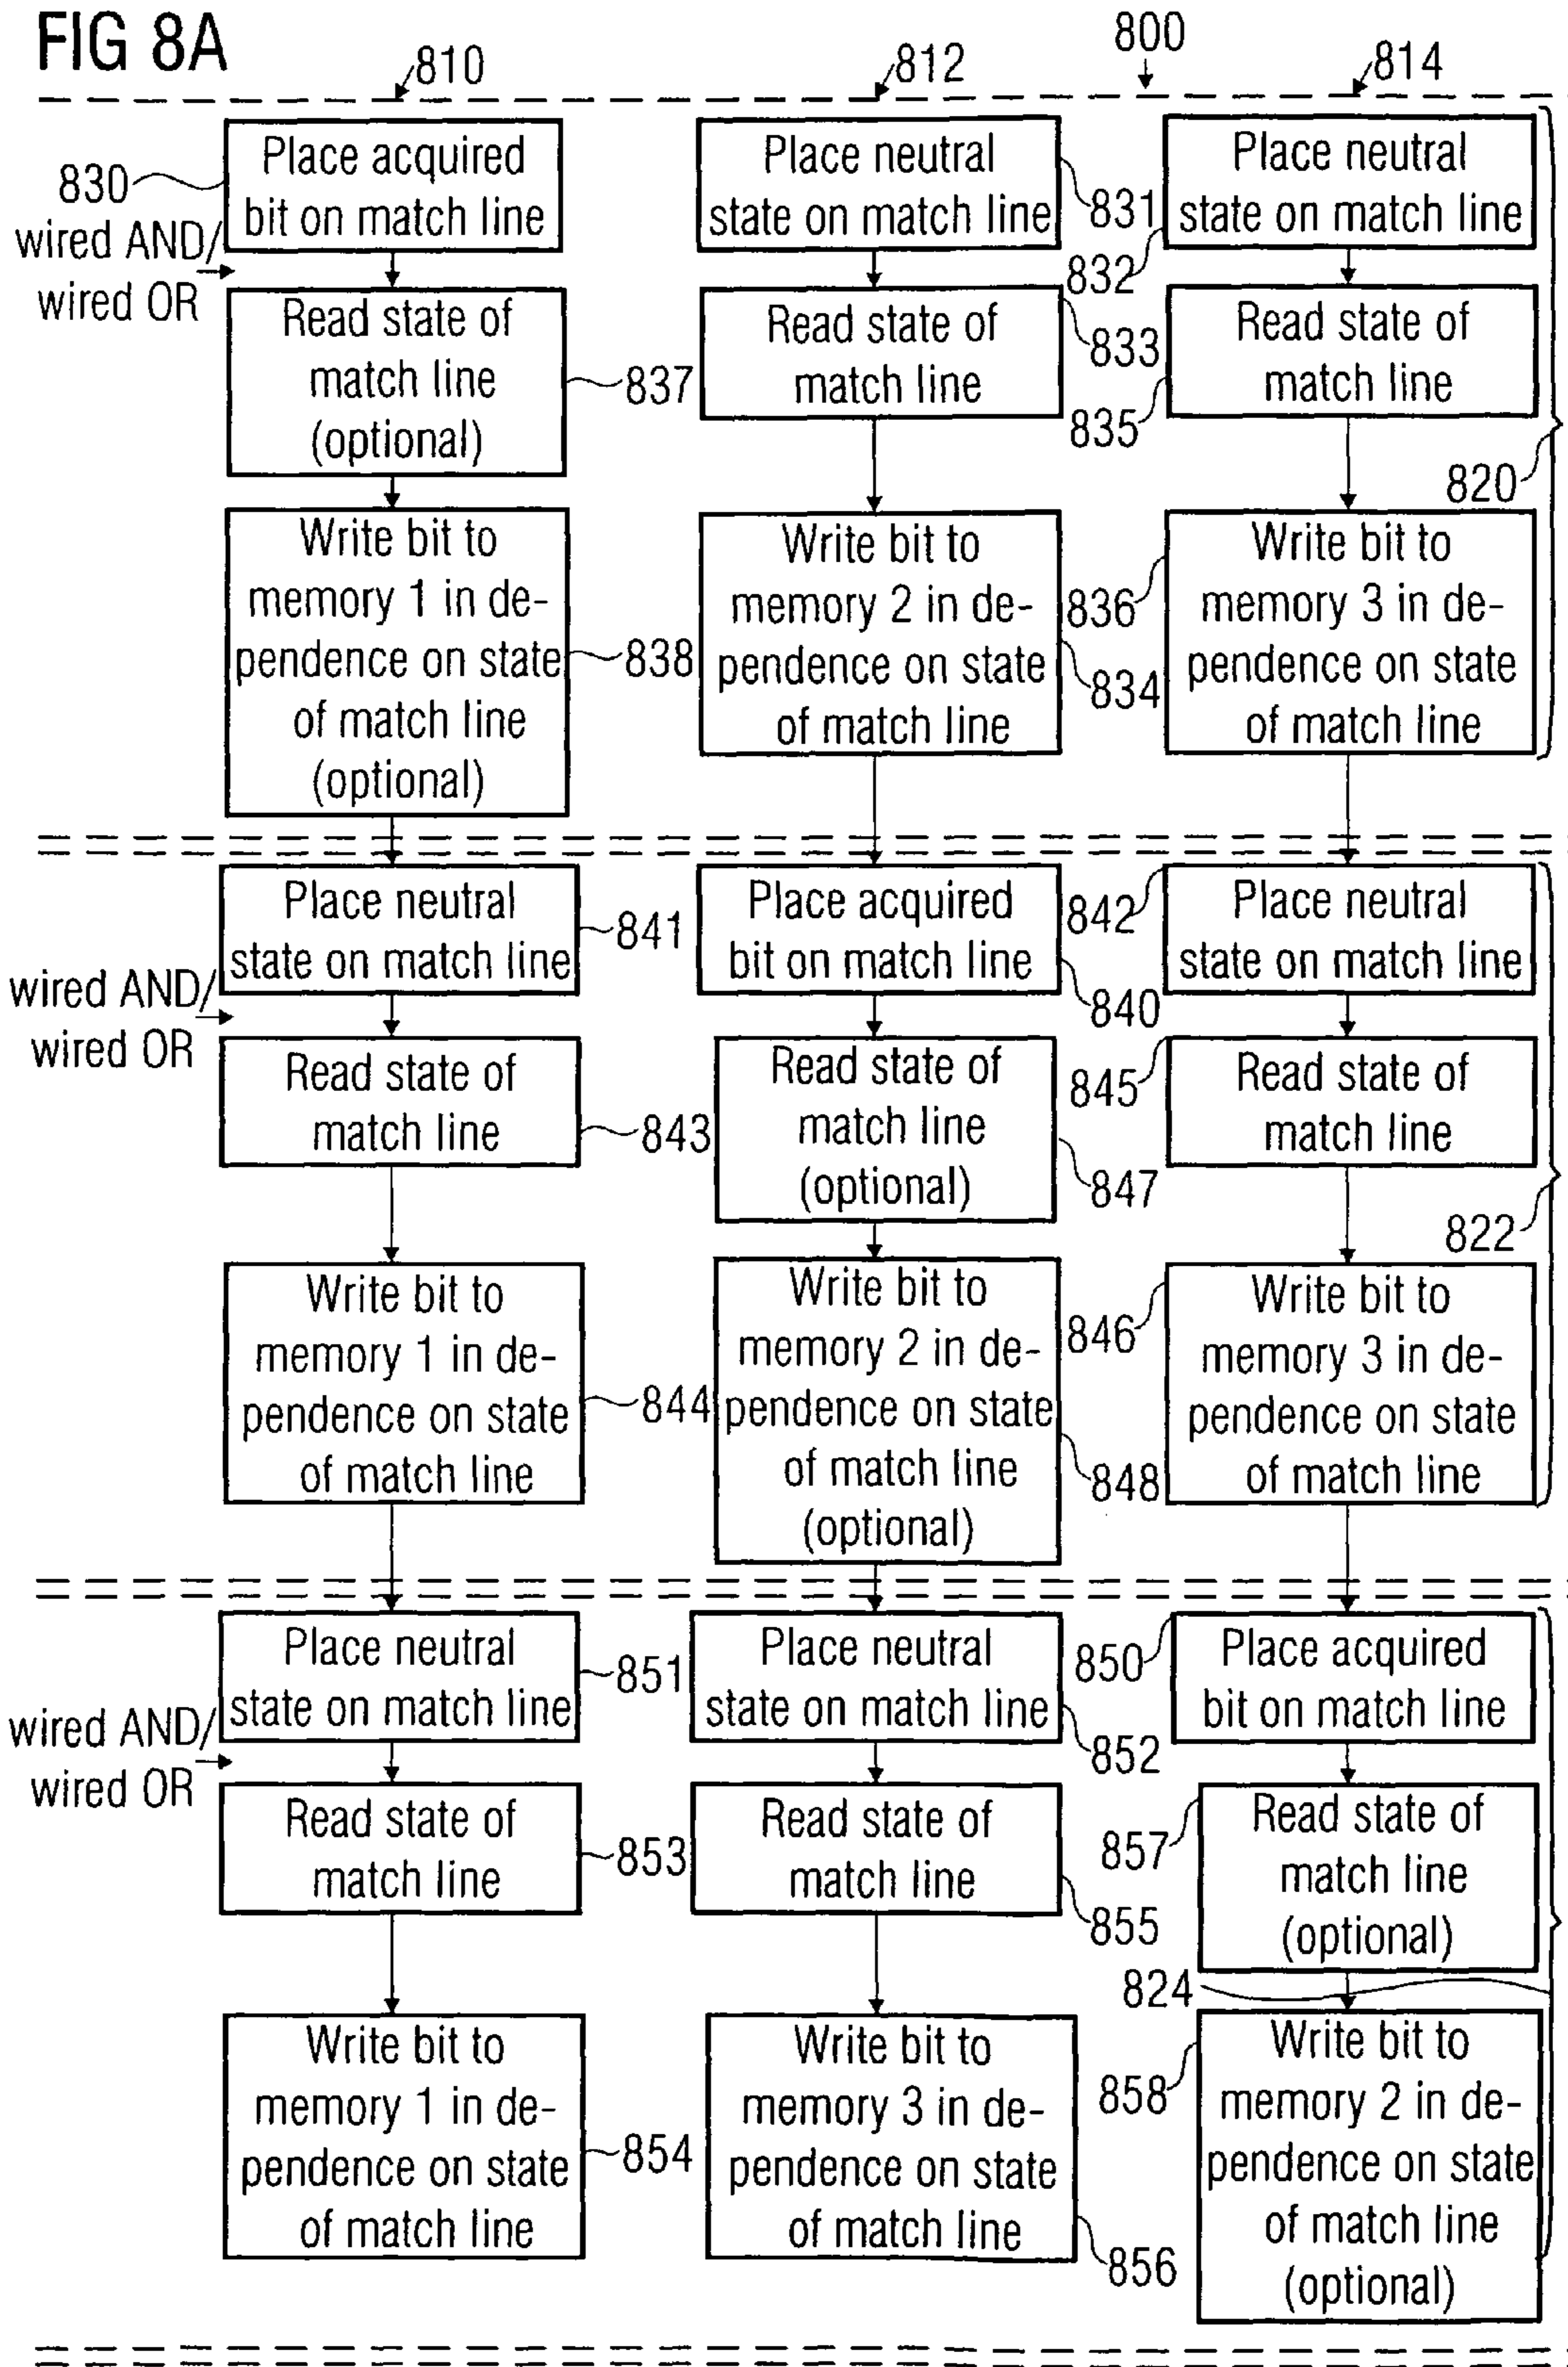 FIG 8A
800
810
812
814
830
Place acquired
bit on match line
Place neutral
state on match line
831
Place neutral
state on match line
832
wired AND/
wired OR
Read state of
match line
(optional)
837
Read state of
match line
833
Read state of
match line
835
820
Write bit to
memory 1 in de-
pendence on state
of match line
(optional)
838
Write bit to
memory 2 in de-
pendence on state
of match line
834
836
Write bit to
memory 3 in de-
pendence on state
of match line
Place neutral
state on match line
841
Place acquired
bit on match line
840
842
Place neutral
state on match line
wired AND/
wired OR
Read state of
match line
843
Read state of
match line
(optional)
847
845
Read state of
match line
822
Write bit to
memory 1 in de-
pendence on state
of match line
844
Write bit to
memory 2 in de-
pendence on state
of match line
(optional)
848
846
Write bit to
memory 3 in de-
pendence on state
of match line
Place neutral
state on match line
851
Place neutral
state on match line
852
850
Place acquired
bit on match line
wired AND/
wired OR
Read state of
match line
853
Read state of
match line
855
857
Read state of
match line
(optional)
824
Write bit to
memory 1 in de-
pendence on state
of match line
854
Write bit to
memory 3 in de-
pendence on state
of match line
856
858
Write bit to
memory 2 in de-
pendence on state
of match line
(optional)